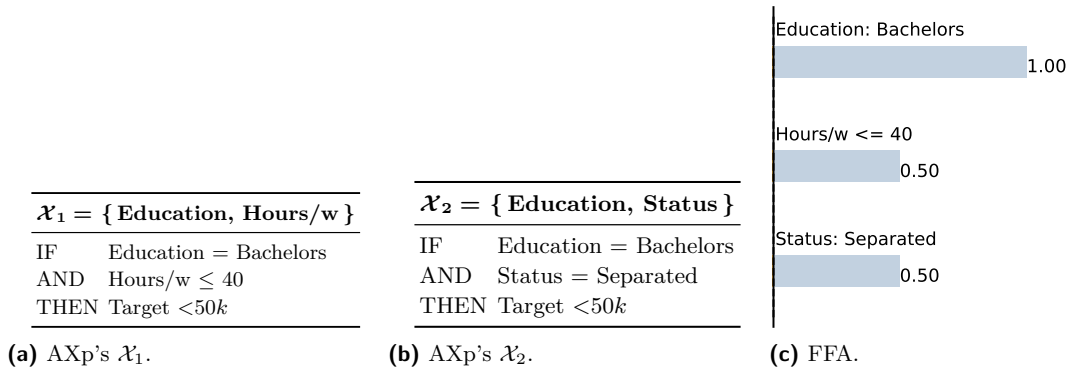 𝒳₁ = { Education, Hours/w }
IF Education = Bachelors
AND Hours/w ≤ 40
THEN Target <50k
(a) AXp's 𝒳₁.
𝒳₂ = { Education, Status }
IF Education = Bachelors
AND Status = Separated
THEN Target <50k
(b) AXp's 𝒳₂.
Education: Bachelors
1.00
Hours/w <= 40
0.50
Status: Separated
0.50
(c) FFA.